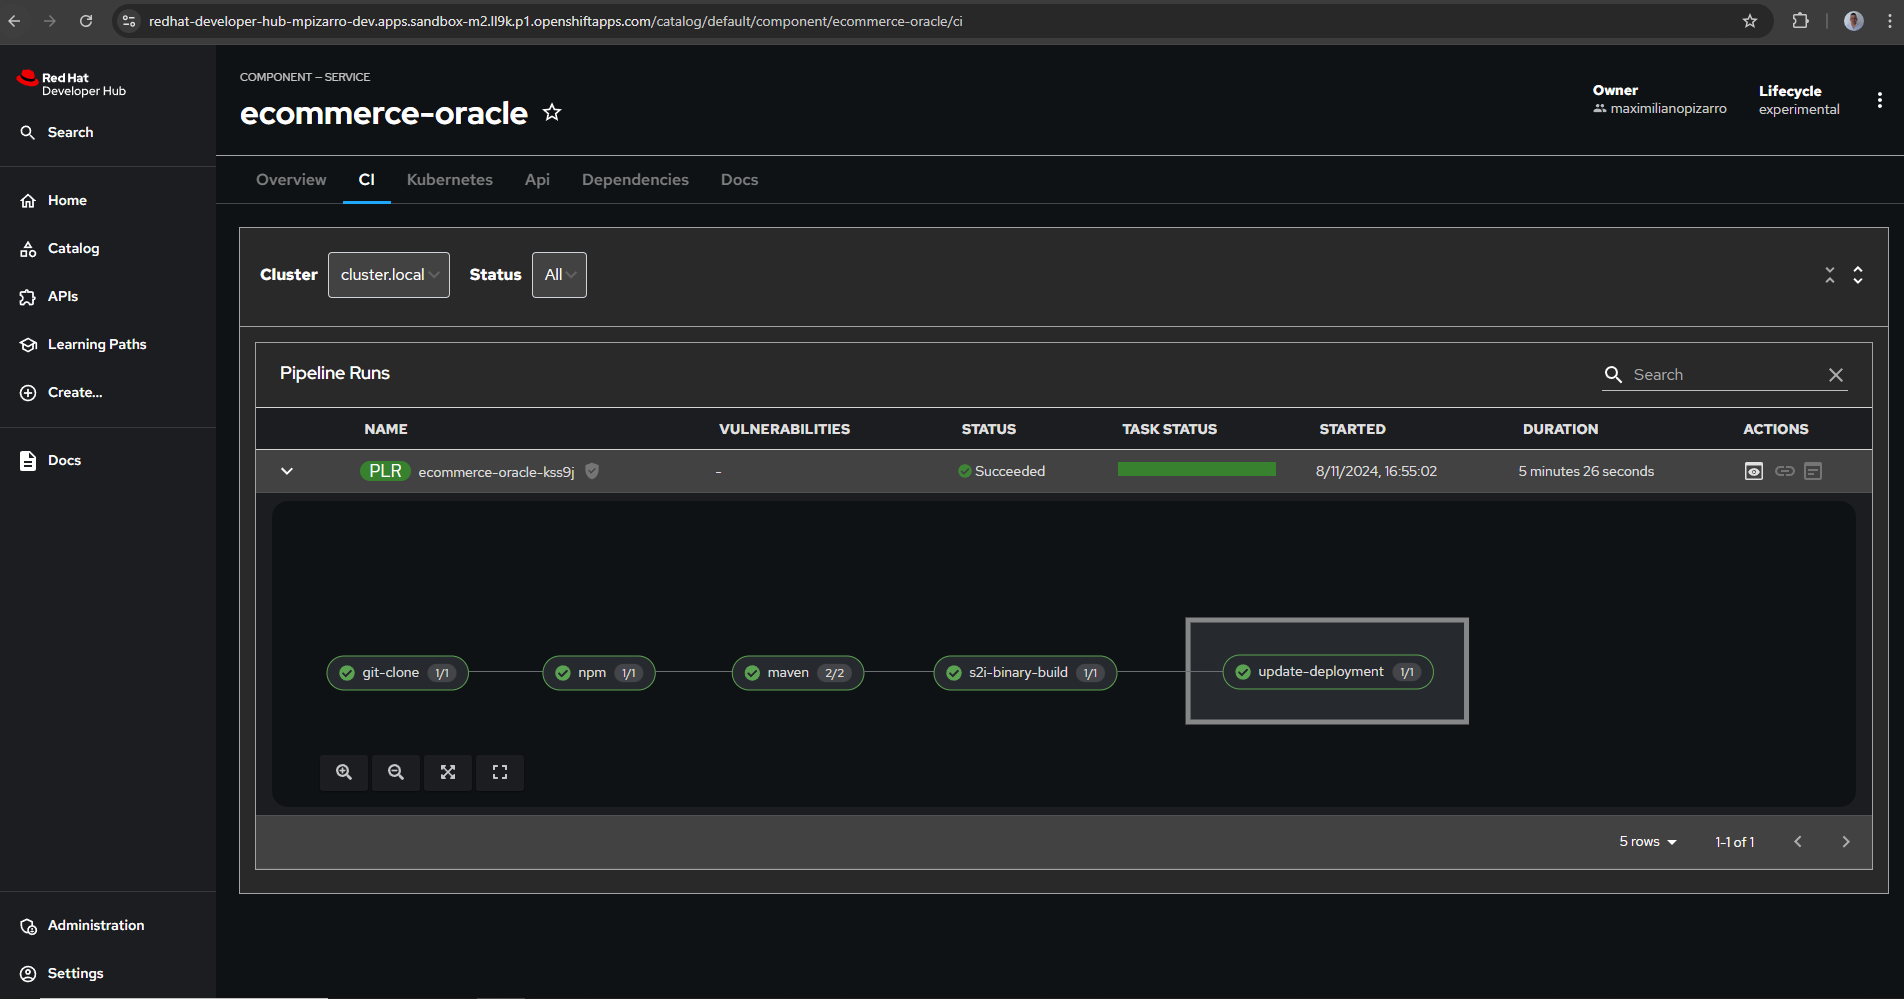 redhat-developer-hub-mpizarro-dev.apps.sandbox-m2.ll9k.p1.openshiftapps.com/catalog/default/component/ecommerce-oracle/ci
Red Hat
Developer Hub
Search
Home
Catalog
APIs
Learning Paths
Create...
Docs
Administration
Settings
COMPONENT — SERVICE
ecommerce-oracle
Owner
maximilianopizarro
Lifecycle
experimental
Overview CI Kubernetes Api Dependencies Docs
Cluster cluster.local Status All
Pipeline Runs
Search
NAME VULNERABILITIES STATUS TASK STATUS STARTED DURATION ACTIONS
PLR ecommerce-oracle-kss9j - Succeeded 8/11/2024, 16:55:02 5 minutes 26 seconds
git-clone 1/1 npm 1/1 maven 2/2 s2i-binary-build 1/1 update-deployment 1/1
5 rows 1-1 of 1